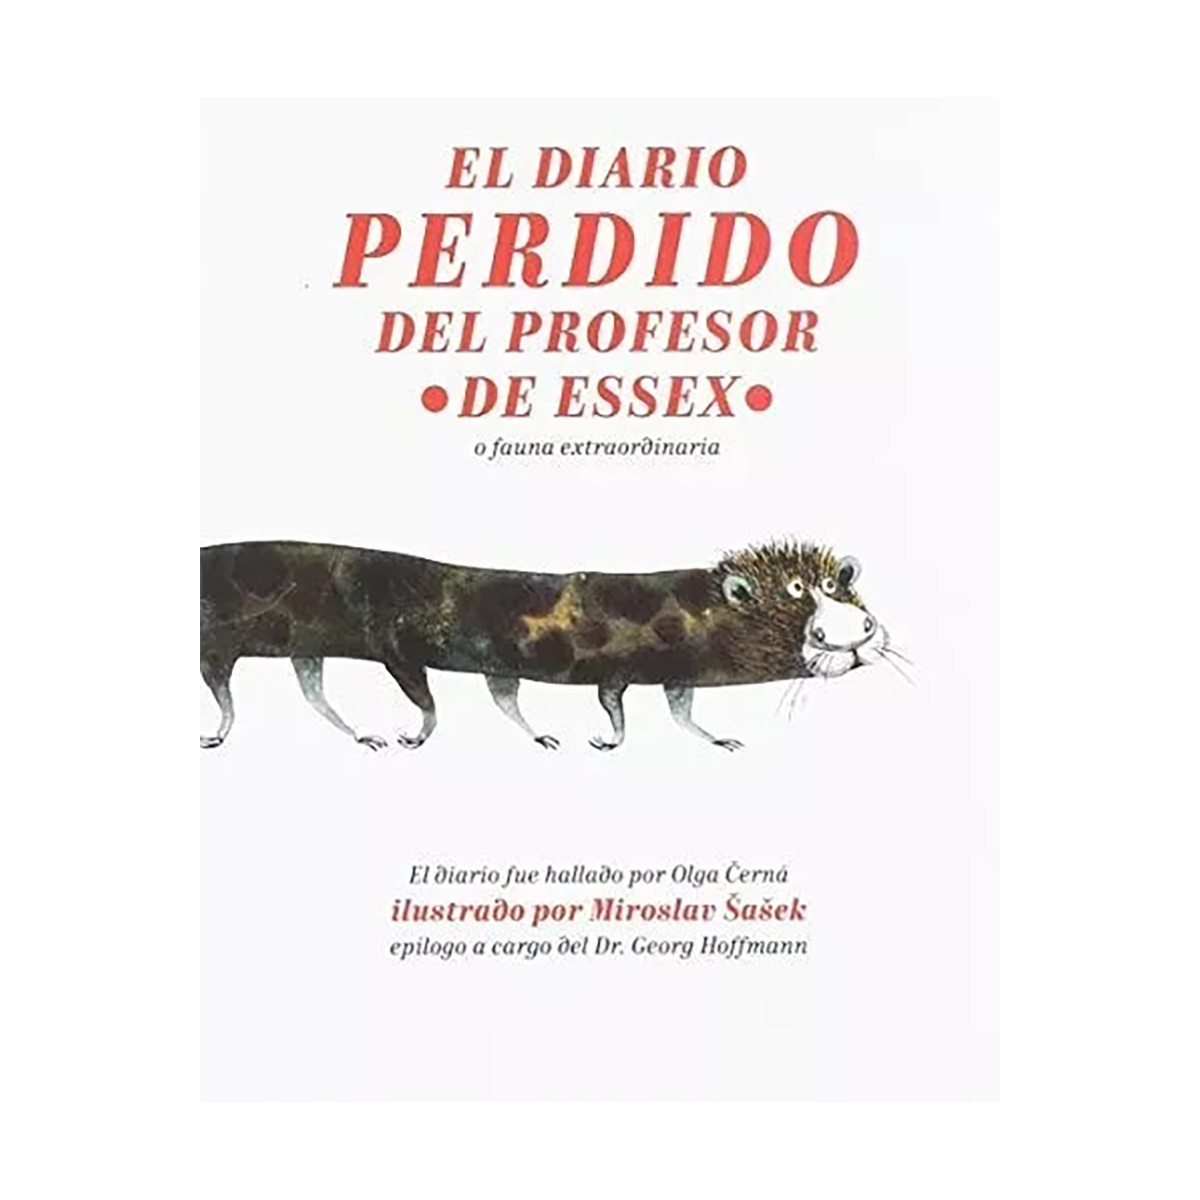 EL DIARIO
PERDIDO
DEL PROFESOR
•DE ESSEX•
o fauna extraordinaria
El diario fue hallado por Olga Černá
ilustrado por Miroslav Šašek
epílogo a cargo del Dr. Georg Hoffmann